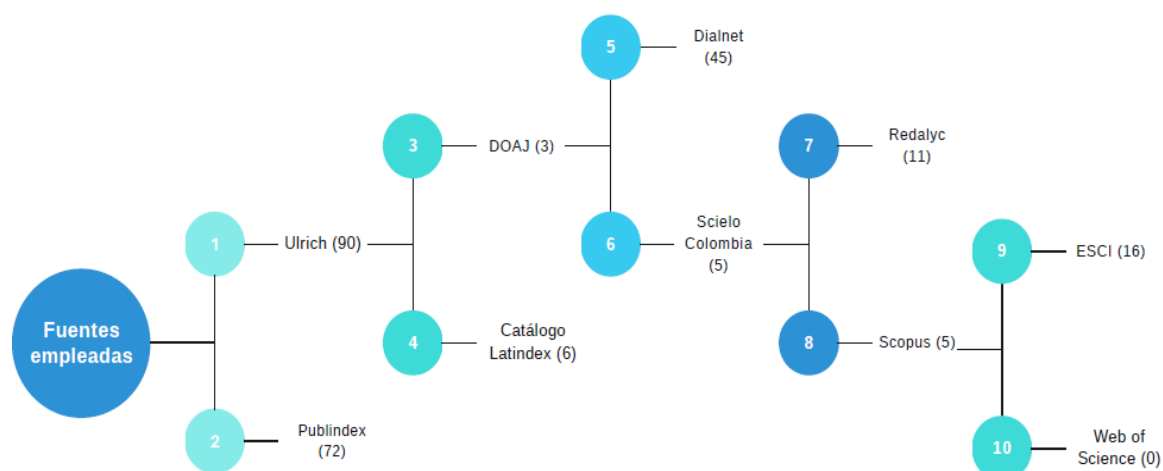 Fuentes
empleadas
1
Ulrich (90)
2
Publindex
(72)
3
DOAJ (3)
4
Catálogo
Latindex (6)
5
Dialnet
(45)
6
Scielo
Colombia
(5)
7
Redalyc
(11)
8
Scopus (5)
9
ESCI (16)
10
Web of
Science (0)